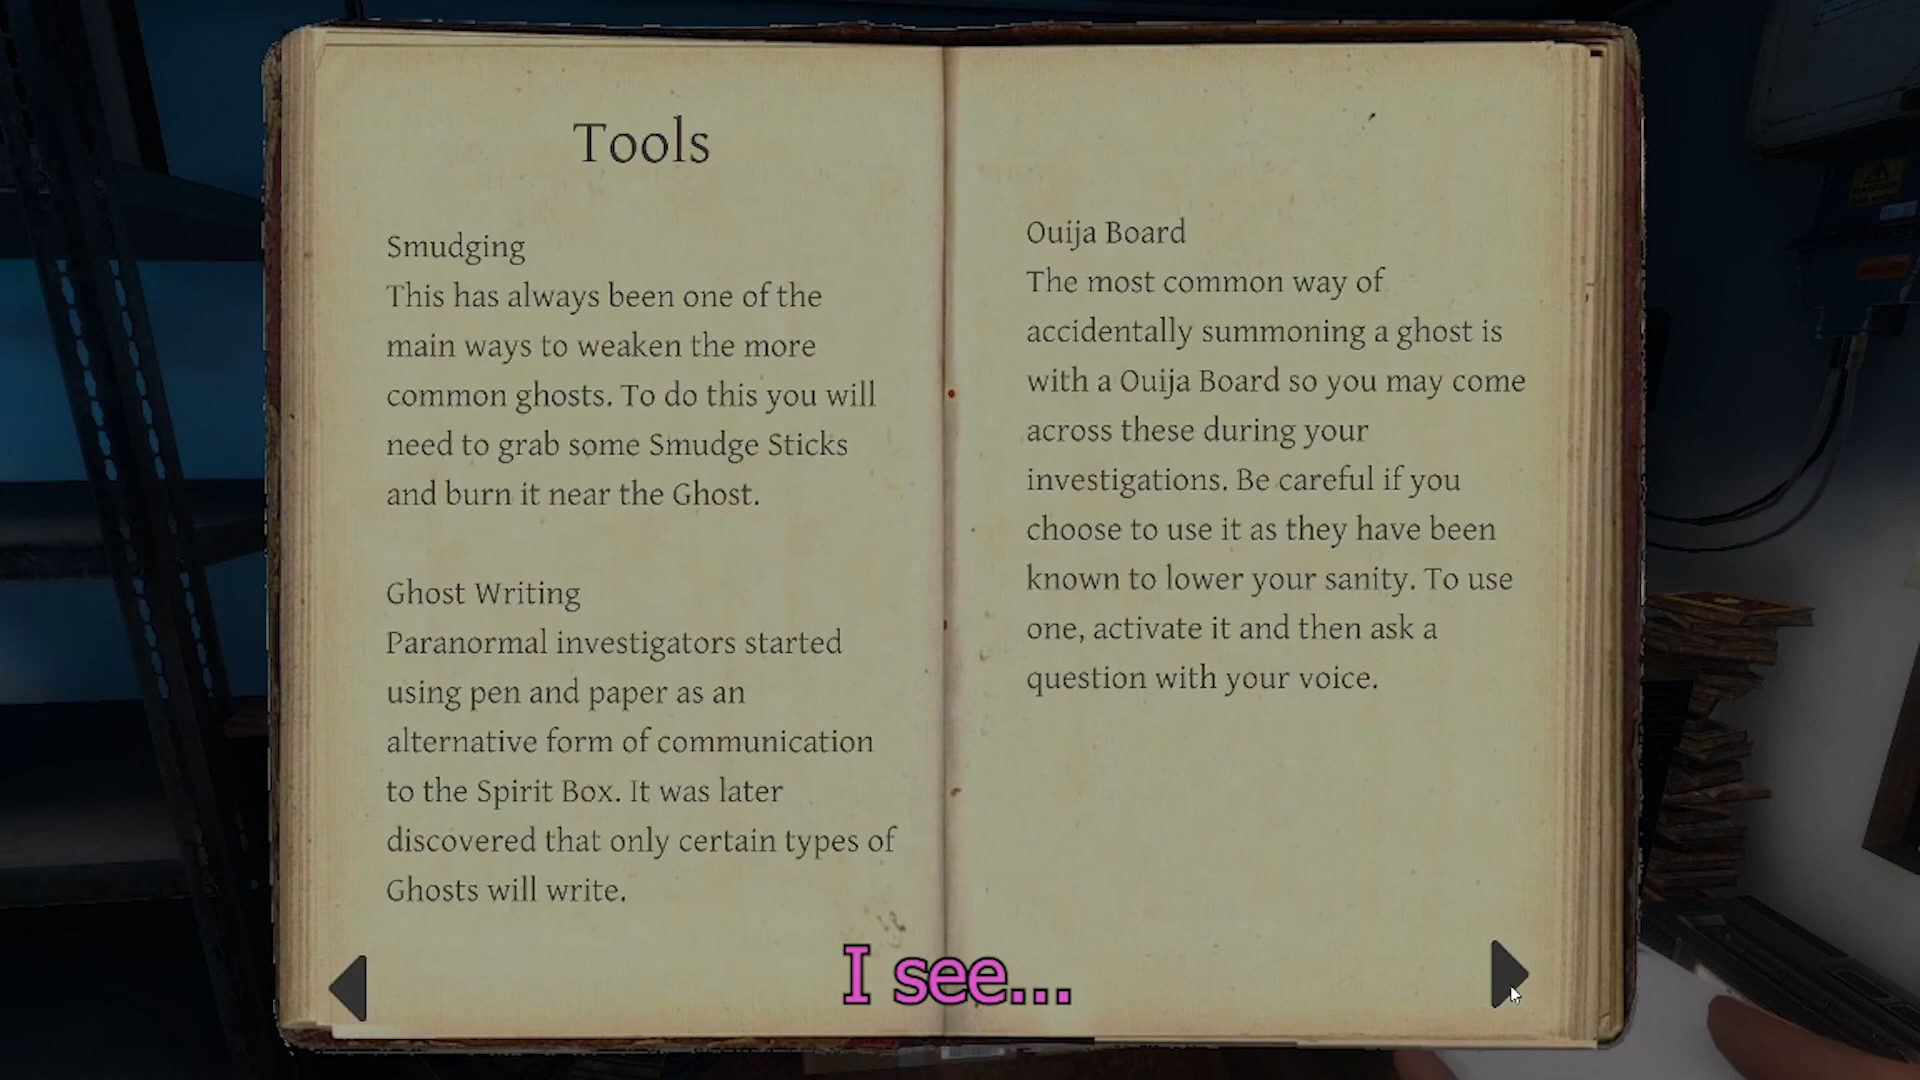 Tools
Smudging
This has always been one of the
main ways to weaken the more
common ghosts. To do this you will
need to grab some Smudge Sticks
and burn it near the Ghost.
Ghost Writing
Paranormal investigators started
using pen and paper as an
alternative form of communication
to the Spirit Box. It was later
discovered that only certain types of
Ghosts will write.
Ouija Board
The most common way of
accidentally summoning a ghost is
with a Ouija Board so you may come
across these during your
investigations. Be careful if you
choose to use it as they have been
known to lower your sanity. To use
one, activate it and then ask a
question with your voice.
I see...
DANGER